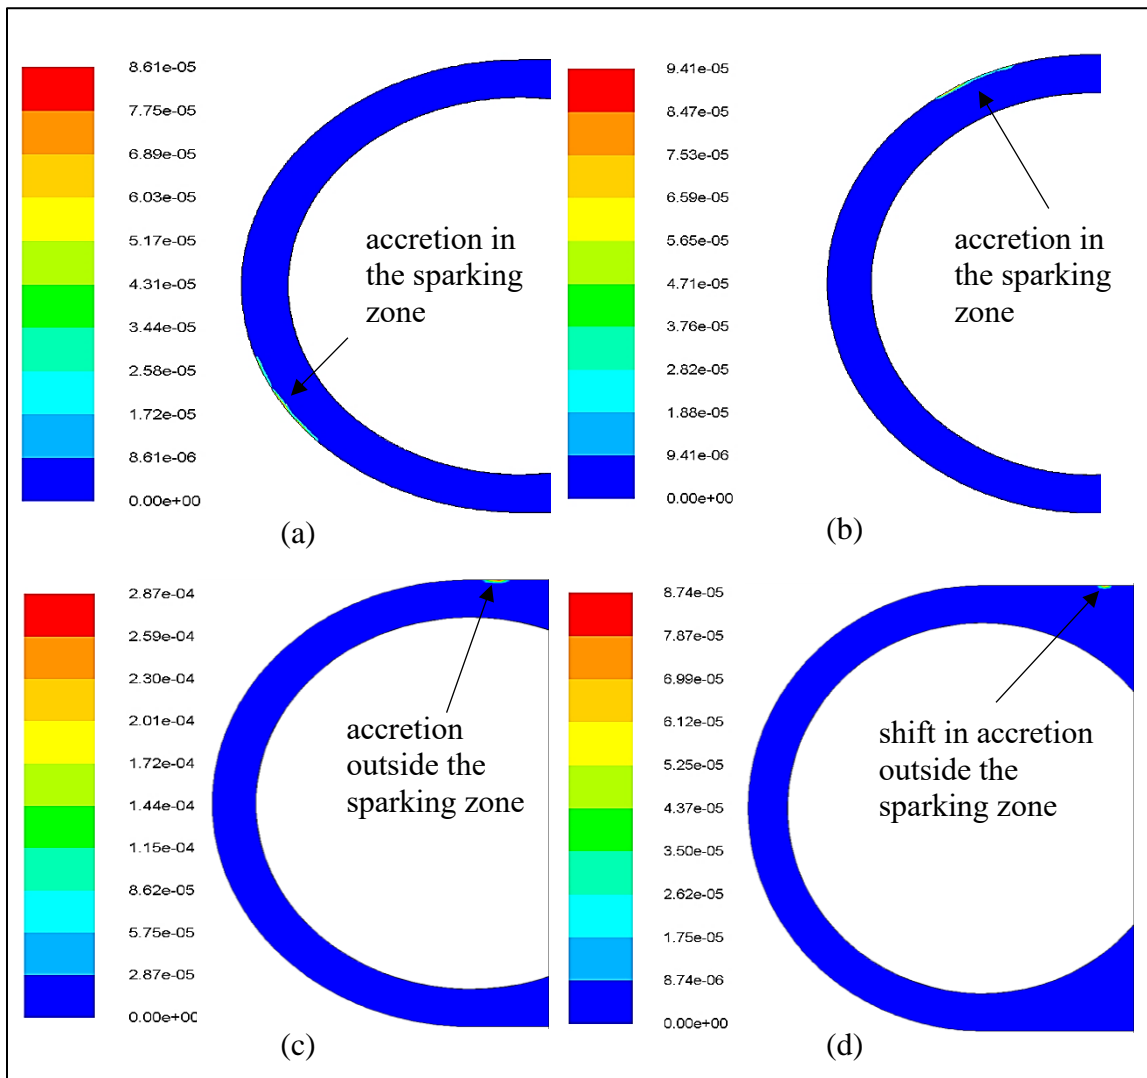 8.61e-05
7.75e-05
6.89e-05
6.03e-05
5.17e-05
4.31e-05
3.44e-05
2.58e-05
1.72e-05
8.61e-06
0.00e+00
accretion in
the sparking
zone
(a)
9.41e-05
8.47e-05
7.53e-05
6.59e-05
5.65e-05
4.71e-05
3.76e-05
2.82e-05
1.88e-05
9.41e-06
0.00e+00
accretion in
the sparking
zone
(b)
2.87e-04
2.59e-04
2.30e-04
2.01e-04
1.72e-04
1.44e-04
1.15e-04
8.62e-05
5.75e-05
2.87e-05
0.00e+00
accretion
outside the
sparking zone
(c)
8.74e-05
7.87e-05
6.99e-05
6.12e-05
5.25e-05
4.37e-05
3.50e-05
2.62e-05
1.75e-05
8.74e-06
0.00e+00
shift in accretion
outside the
sparking zone
(d)